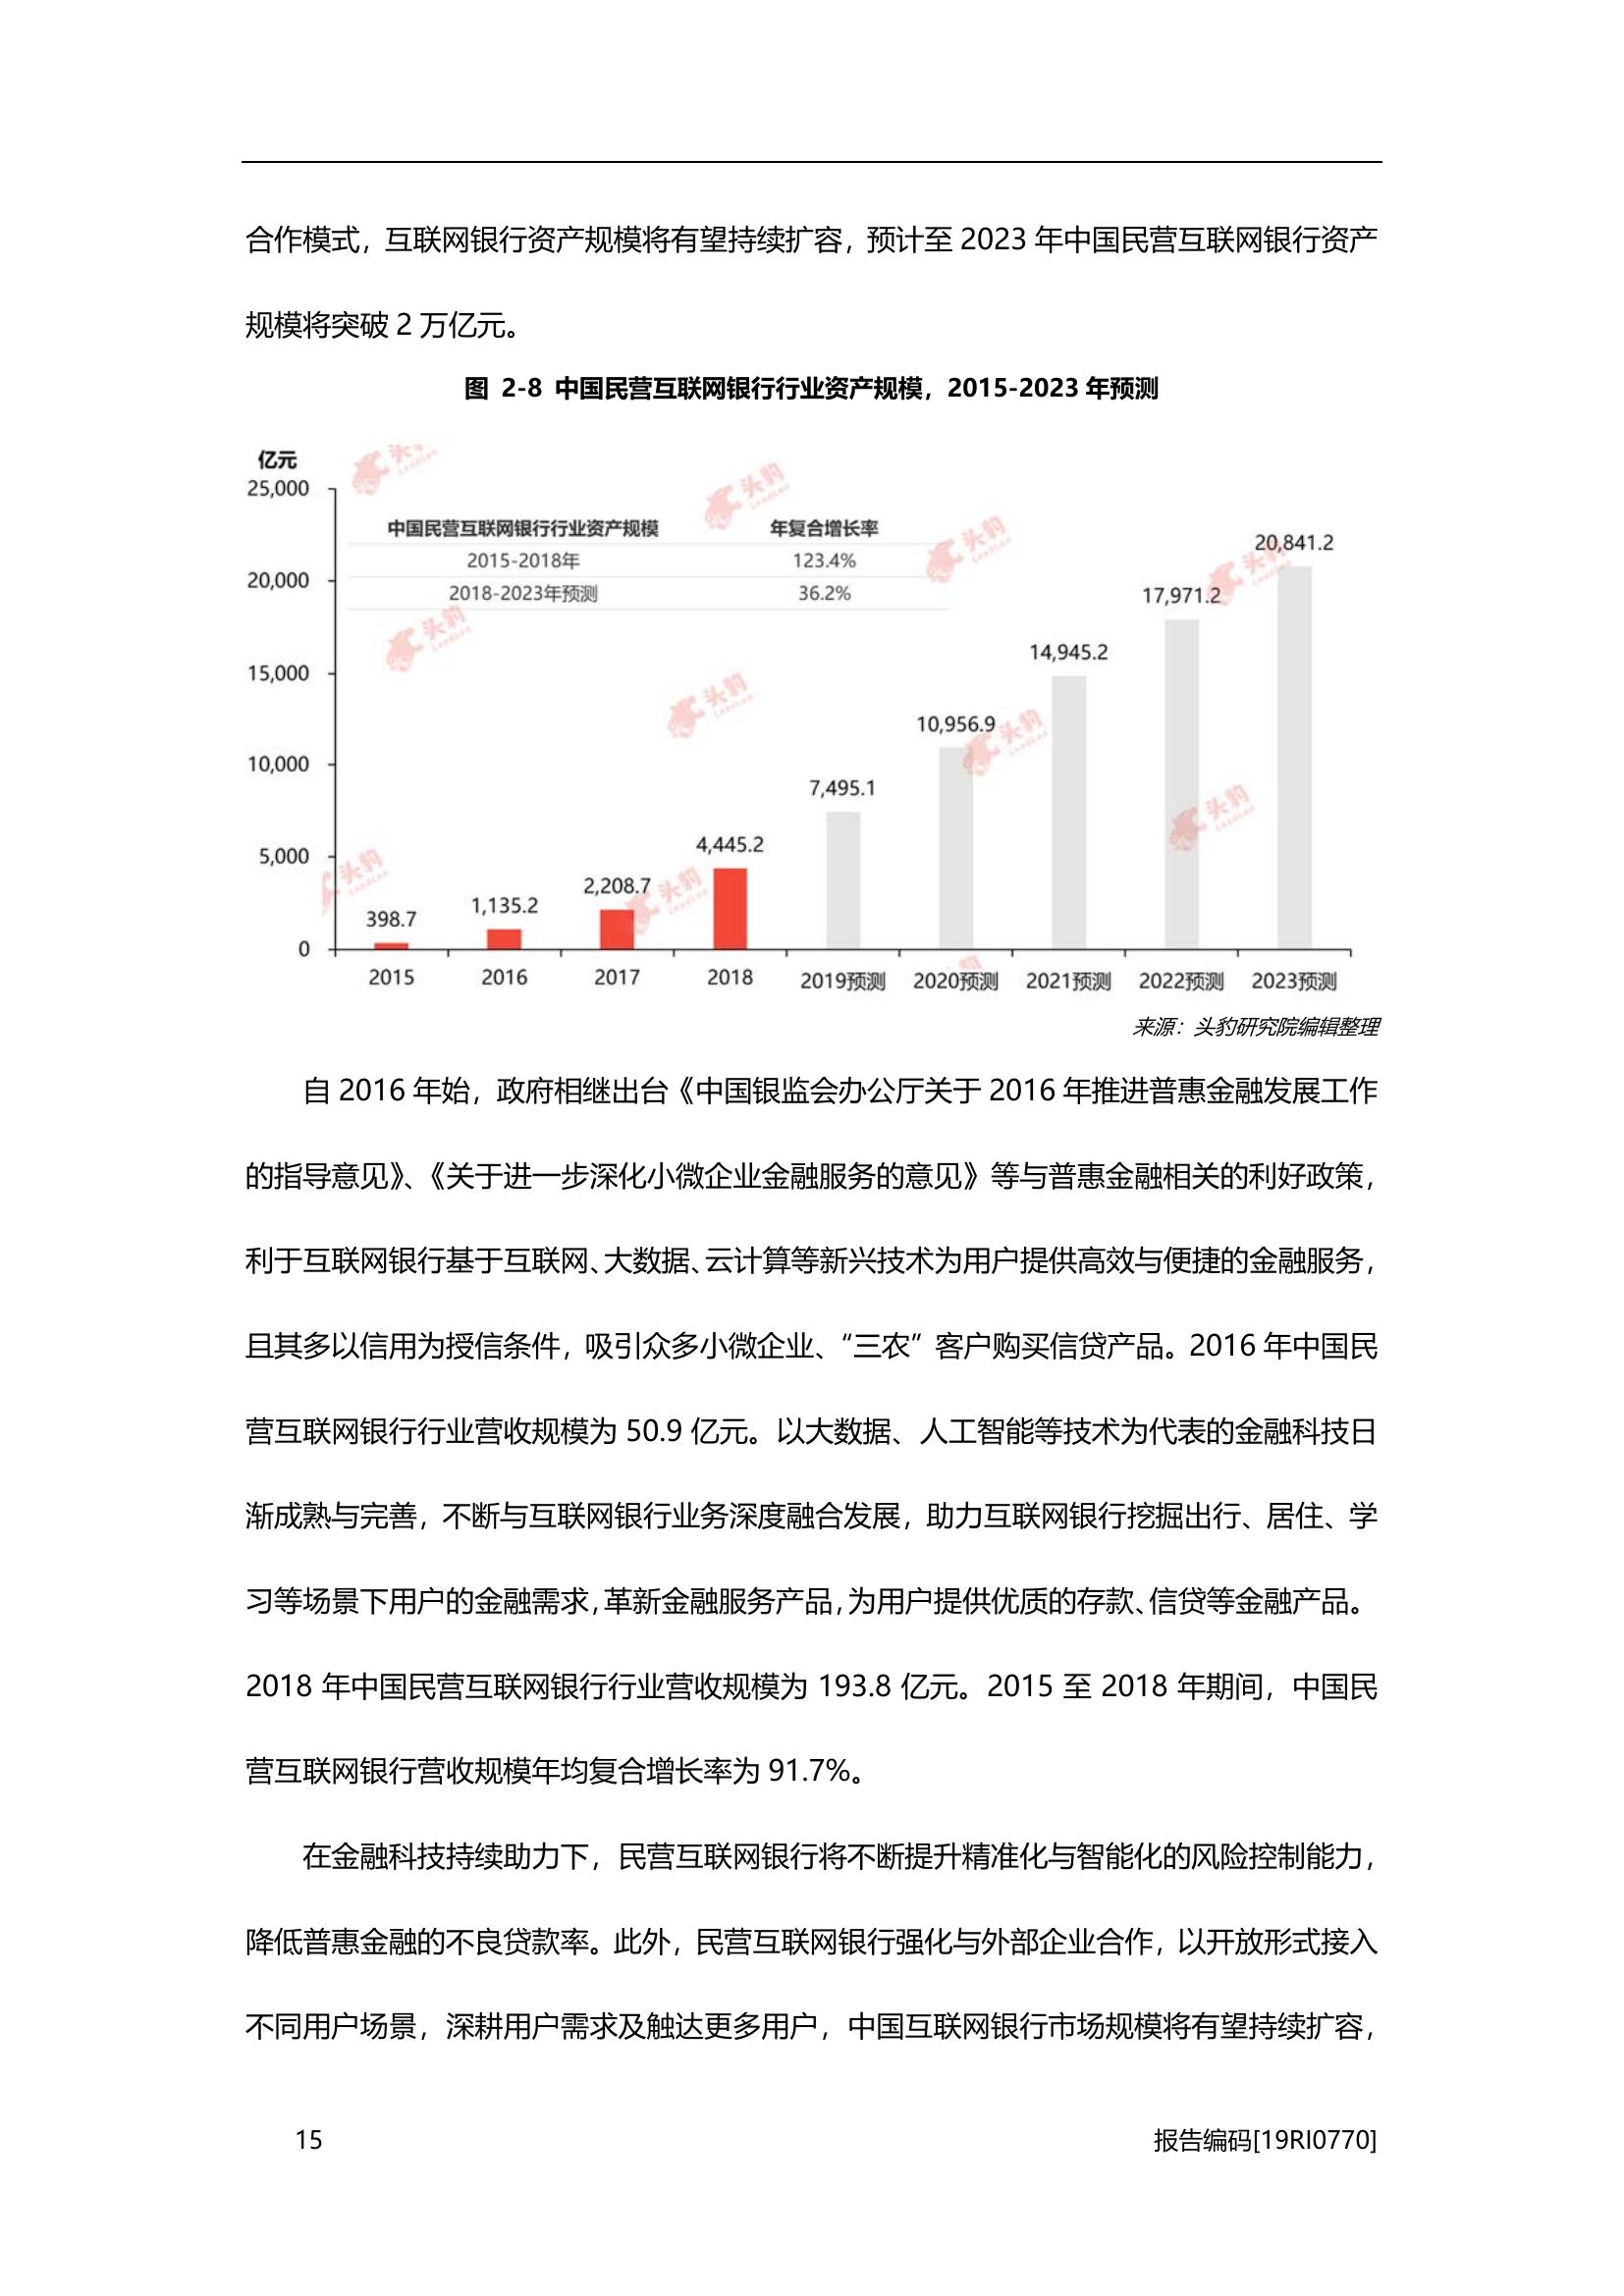 合作模式，互联网银行资产规模将有望持续扩容，预计至 2023 年中国民营互联网银行资产
规模将突破 2 万亿元。
图 2-8 中国民营互联网银行行业资产规模，2015-2023 年预测
亿元
25,000
20,000
15,000
10,000
5,000
0
中国民营互联网银行行业资产规模 年复合增长率
2015-2018年 123.4%
2018-2023年预测 36.2%
398.7
1,135.2
2,208.7
4,445.2
7,495.1
10,956.9
14,945.2
17,971.2
20,841.2
2015 2016 2017 2018 2019预测 2020预测 2021预测 2022预测 2023预测
头豹
LeadLeo
来源：头豹研究院编辑整理
自 2016 年始，政府相继出台《中国银监会办公厅关于 2016 年推进普惠金融发展工作
的指导意见》、《关于进一步深化小微企业金融服务的意见》等与普惠金融相关的利好政策，
利于互联网银行基于互联网、大数据、云计算等新兴技术为用户提供高效与便捷的金融服务，
且其多以信用为授信条件，吸引众多小微企业、“三农”客户购买信贷产品。2016 年中国民
营互联网银行行业营收规模为 50.9 亿元。以大数据、人工智能等技术为代表的金融科技日
渐成熟与完善，不断与互联网银行业务深度融合发展，助力互联网银行挖掘出行、居住、学
习等场景下用户的金融需求，革新金融服务产品，为用户提供优质的存款、信贷等金融产品。
2018 年中国民营互联网银行行业营收规模为 193.8 亿元。2015 至 2018 年期间，中国民
营互联网银行营收规模年均复合增长率为 91.7%。
在金融科技持续助力下，民营互联网银行将不断提升精准化与智能化的风险控制能力，
降低普惠金融的不良贷款率。此外，民营互联网银行强化与外部企业合作，以开放形式接入
不同用户场景，深耕用户需求及触达更多用户，中国互联网银行市场规模将有望持续扩容，
15 报告编码[19RI0770]